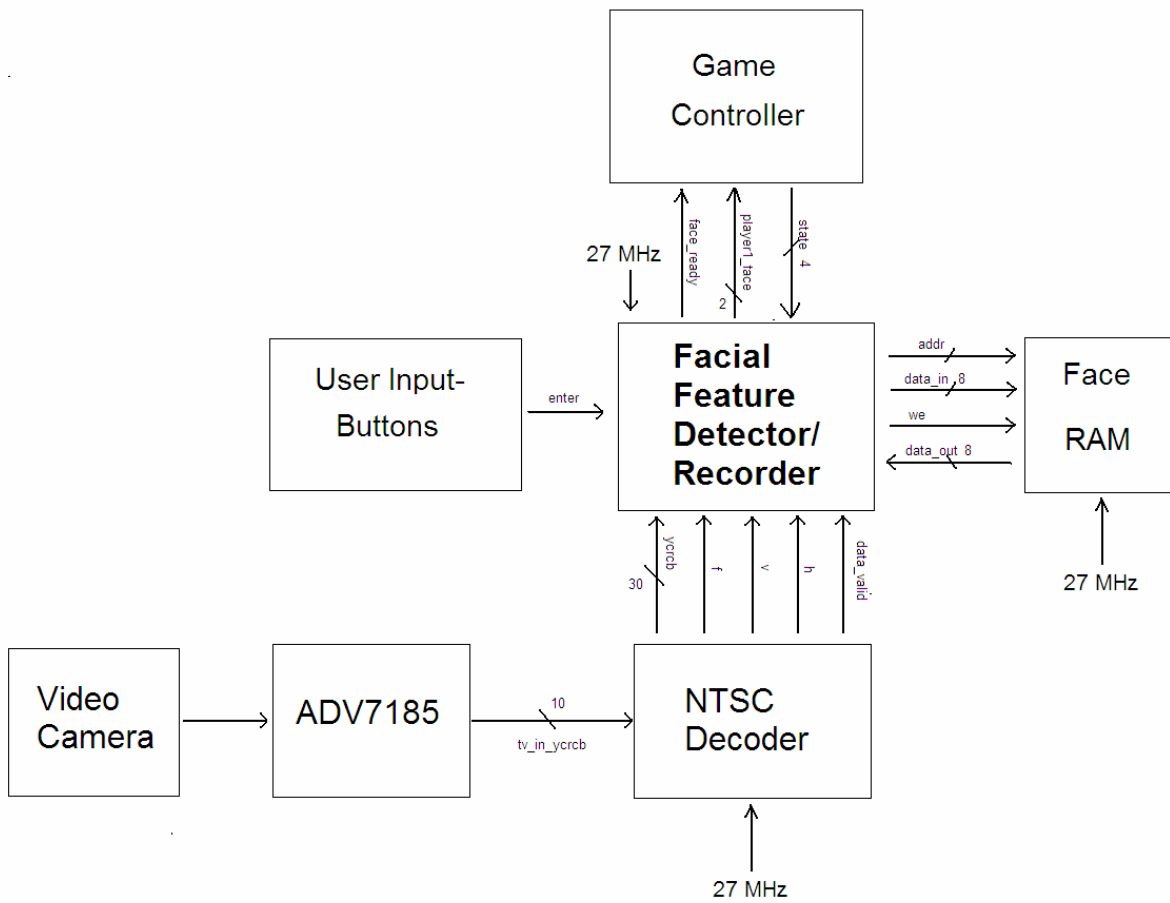 Game
Controller
face_ready
player1_face
2
state 4
27 MHz
User Input-
Buttons
enter
Facial
Feature
Detector/
Recorder
addr
data_in 8
we
data_out 8
Face
RAM
27 MHz
ycrcb
30
f
v
h
data_valid
Video
Camera
ADV7185
10
tv_in_ycrcb
NTSC
Decoder
27 MHz